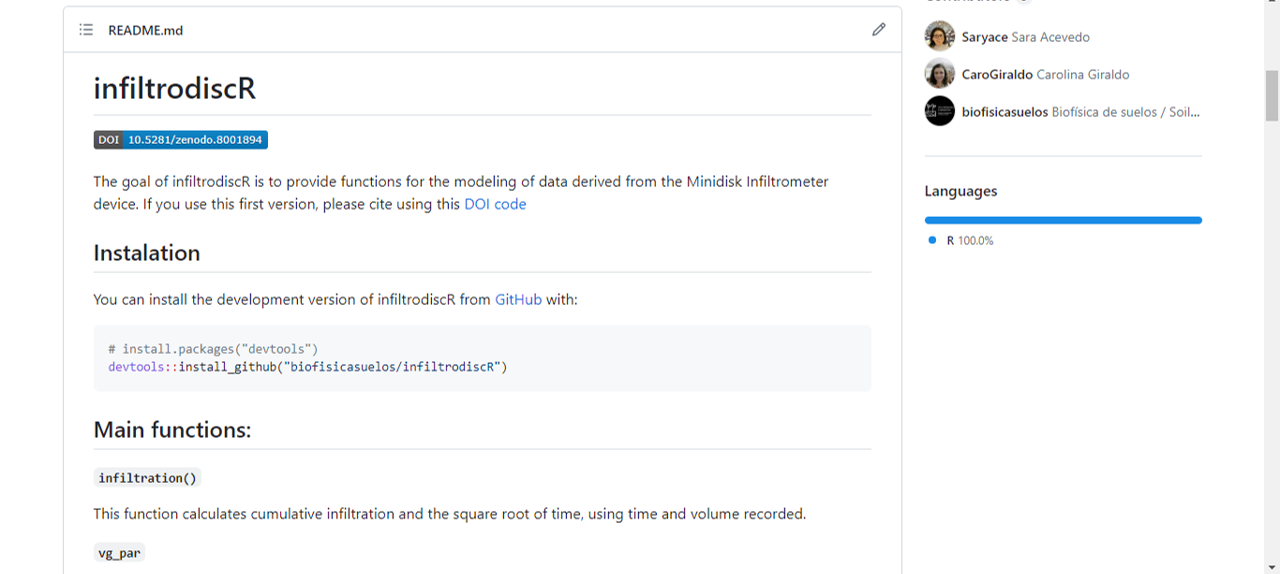 README.md
infiltrodiscR
DOI 10.5281/zenodo.8001894
The goal of infiltrodiscR is to provide functions for the modeling of data derived from the Minidisk Infiltrometer
device. If you use this first version, please cite using this DOI code
Instalation
You can install the development version of infiltrodiscR from GitHub with:
# install.packages("devtools")
devtools::install_github("biofisicasuelos/infiltrodiscR")
Main functions:
infiltration()
This function calculates cumulative infiltration and the square root of time, using time and volume recorded.
vg_par
Saryace Sara Acevedo
CaroGiraldo Carolina Giraldo
biofisicasuelos Biofísica de suelos / Soil...
Languages
R 100.0%